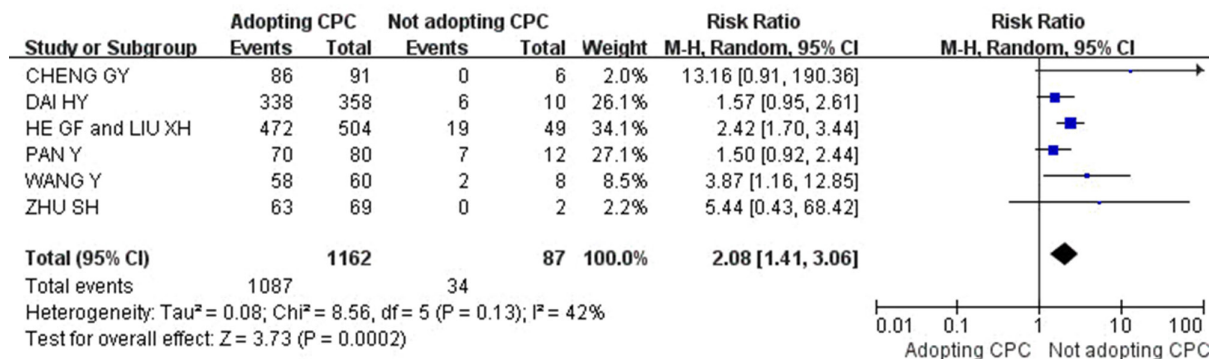 Adopting CPC Not adopting CPC Risk Ratio Risk Ratio
Study or Subgroup Events Total Events Total Weight M-H, Random, 95% CI M-H, Random, 95% CI
CHENG GY 86 91 0 6 2.0% 13.16 [0.91, 190.36]
DAI HY 338 358 6 10 26.1% 1.57 [0.95, 2.61]
HE GF and LIU XH 472 504 19 49 34.1% 2.42 [1.70, 3.44]
PAN Y 70 80 7 12 27.1% 1.50 [0.92, 2.44]
WANG Y 58 60 2 8 8.5% 3.87 [1.16, 12.85]
ZHU SH 63 69 0 2 2.2% 5.44 [0.43, 68.42]
Total (95% CI) 1162 87 100.0% 2.08 [1.41, 3.06]
Total events 1087 34
Heterogeneity: Tau² = 0.08; Chi² = 8.56, df = 5 (P = 0.13); I² = 42%
Test for overall effect: Z = 3.73 (P = 0.0002)
0.01 0.1 1 10 100
Adopting CPC Not adopting CPC